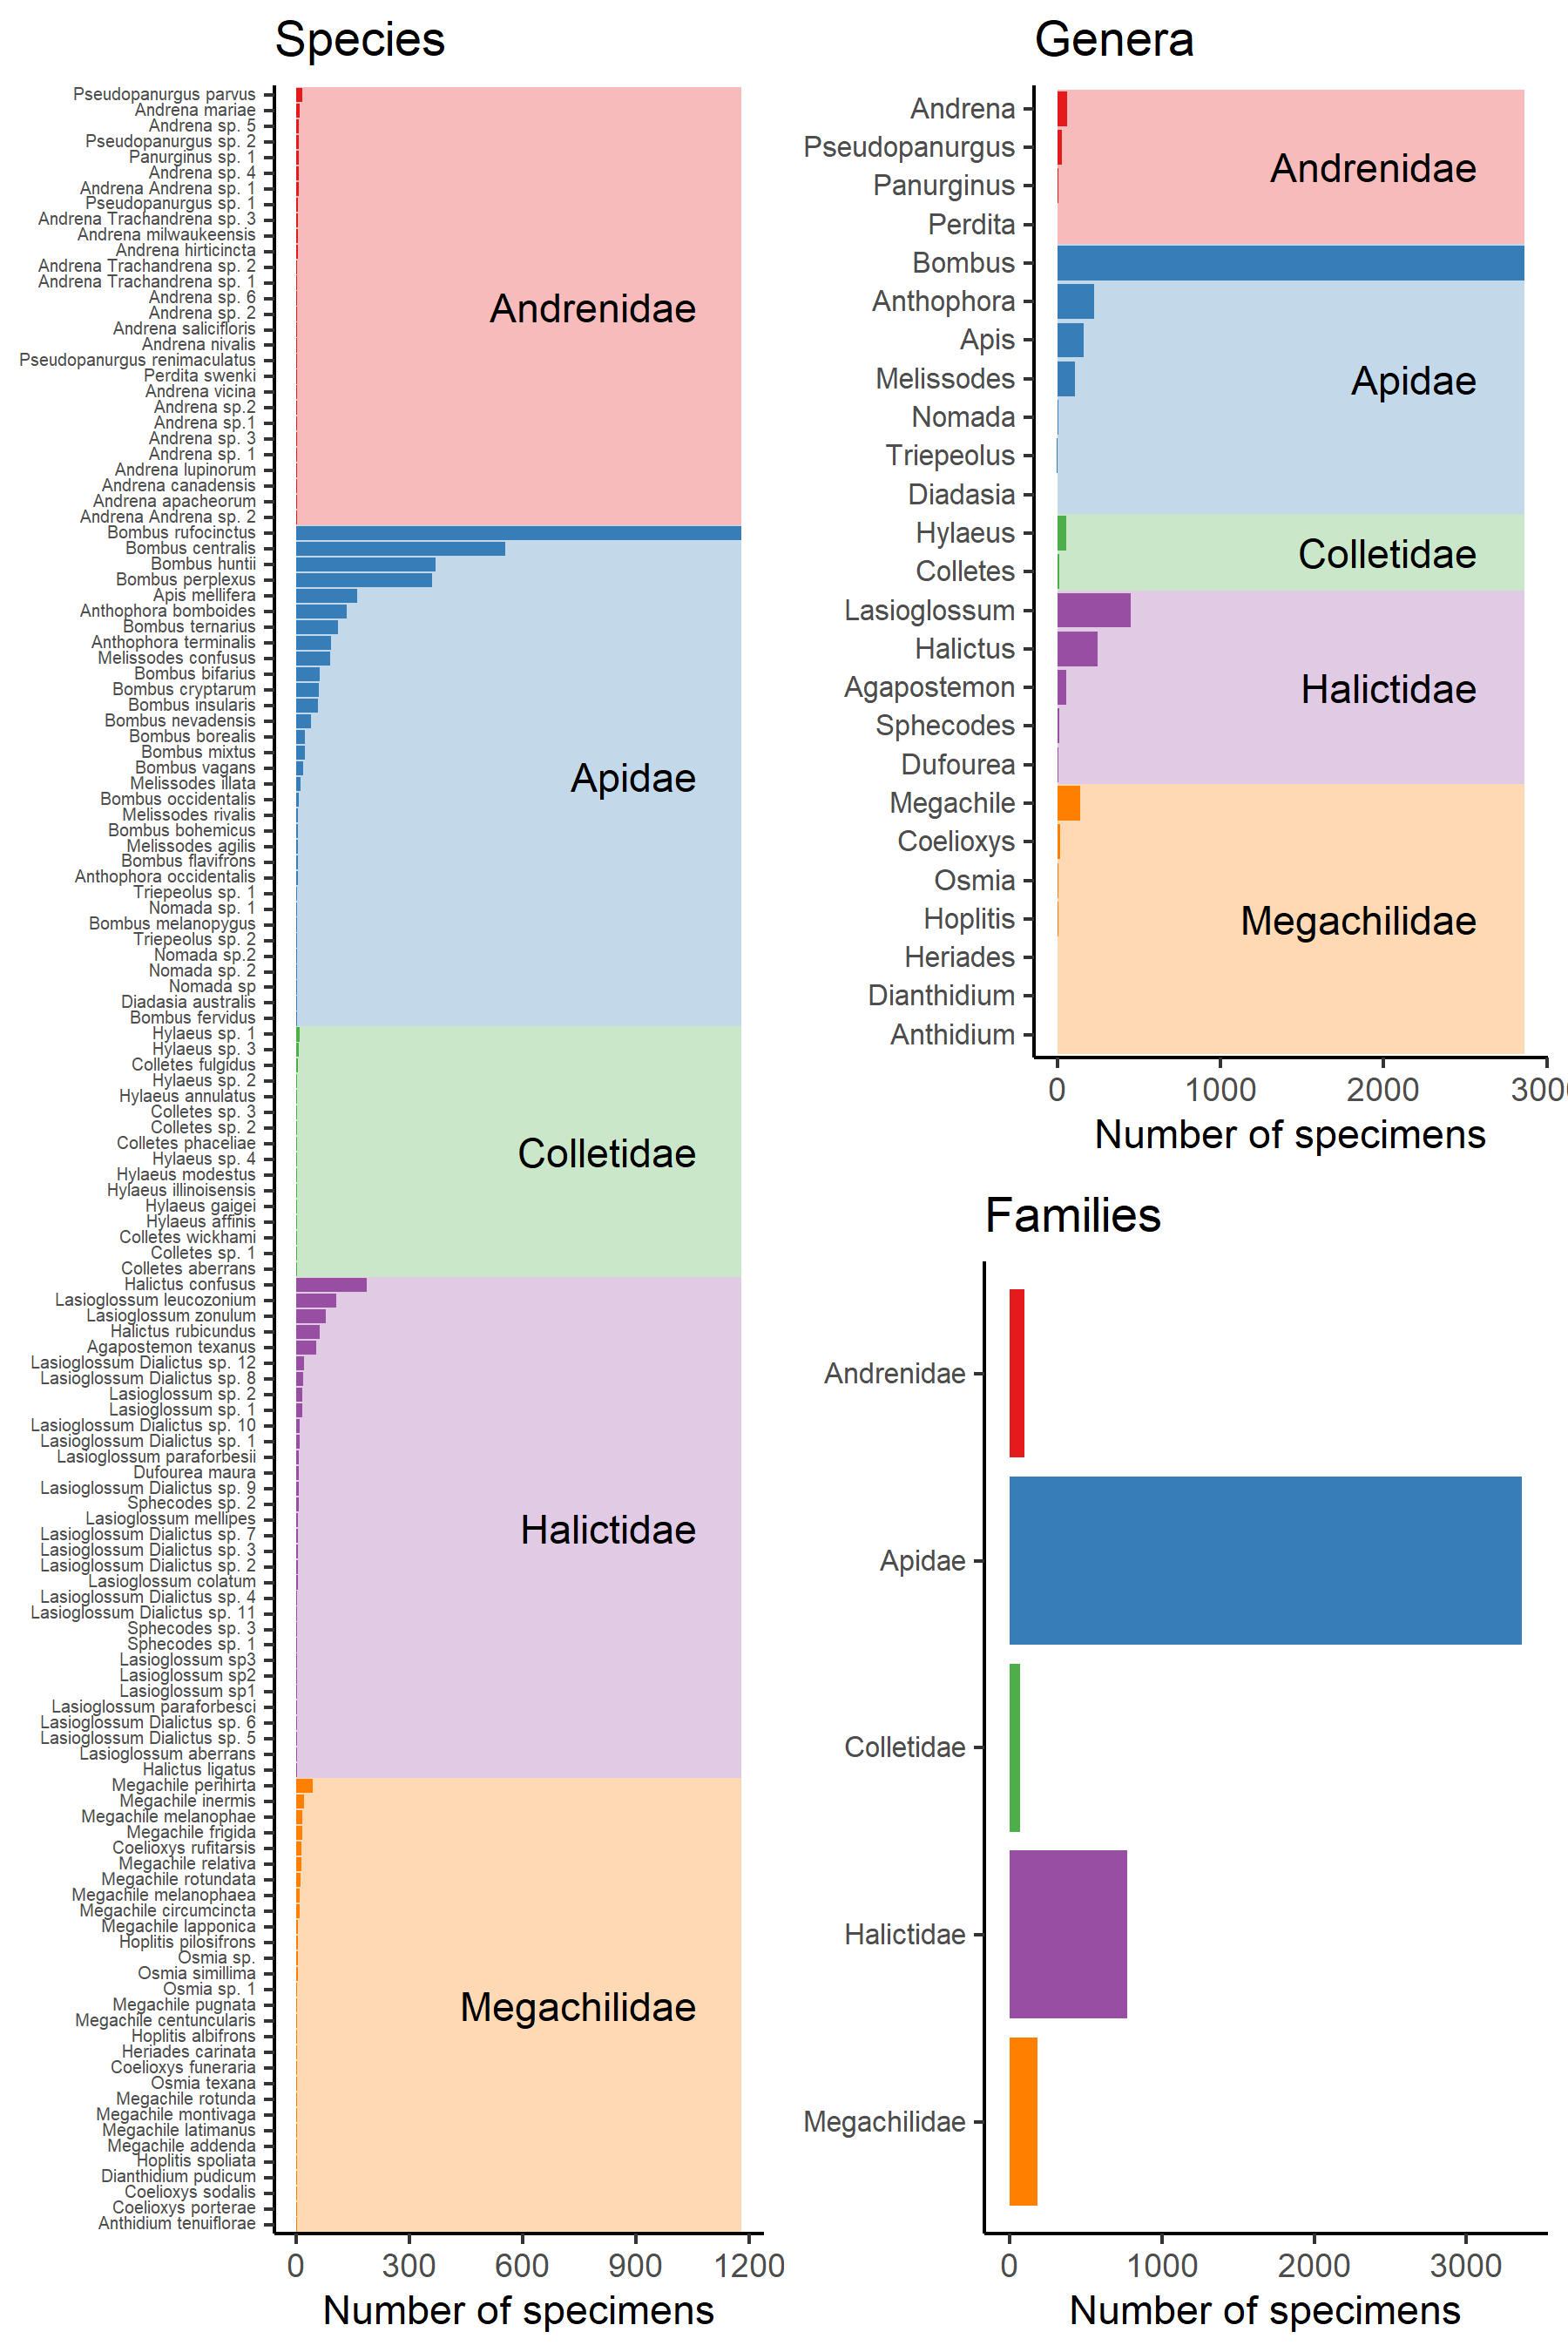 Species
Pseudopanurgus parvus
Andrena mariae
Andrena sp. 5
Pseudopanurgus sp. 2
Panurginus sp. 1
Andrena sp. 4
Andrena Andrena sp. 1
Pseudopanurgus sp. 1
Andrena Trachandrena sp. 3
Andrena milwaukeensis
Andrena hirticincta
Andrena Trachandrena sp. 2
Andrena Trachandrena sp. 1
Andrena sp. 6
Andrena sp. 2
Andrena salicifloris
Andrena nivalis
Pseudopanurgus renimaculatus
Perdita swenki
Andrena vicina
Andrena sp.2
Andrena sp.1
Andrena sp. 3
Andrena sp. 1
Andrena lupinorum
Andrena canadensis
Andrena apacheorum
Andrena Andrena sp. 2
Bombus rufocinctus
Bombus centralis
Bombus huntii
Bombus perplexus
Apis mellifera
Anthophora bomboides
Bombus ternarius
Anthophora terminalis
Melissodes confusus
Bombus bifarius
Bombus cryptarum
Bombus insularis
Bombus nevadensis
Bombus borealis
Bombus mixtus
Bombus vagans
Melissodes illata
Bombus occidentalis
Melissodes rivalis
Bombus bohemicus
Melissodes agilis
Bombus flavifrons
Anthophora occidentalis
Triepeolus sp. 1
Nomada sp. 1
Bombus melanopygus
Triepeolus sp. 2
Nomada sp.2
Nomada sp. 2
Nomada sp
Diadasia australis
Bombus fervidus
Hylaeus sp. 1
Hylaeus sp. 3
Colletes fulgidus
Hylaeus sp. 2
Hylaeus annulatus
Colletes sp. 3
Colletes sp. 2
Colletes phaceliae
Hylaeus sp. 4
Hylaeus modestus
Hylaeus illinoisensis
Hylaeus gaigei
Hylaeus affinis
Colletes wickhami
Colletes sp. 1
Colletes aberrans
Halictus confusus
Lasioglossum leucozonium
Lasioglossum zonulum
Halictus rubicundus
Agapostemon texanus
Lasioglossum Dialictus sp. 12
Lasioglossum Dialictus sp. 8
Lasioglossum sp. 2
Lasioglossum sp. 1
Lasioglossum Dialictus sp. 10
Lasioglossum Dialictus sp. 1
Lasioglossum paraforbesii
Dufourea maura
Lasioglossum Dialictus sp. 9
Sphecodes sp. 2
Lasioglossum mellipes
Lasioglossum Dialictus sp. 7
Lasioglossum Dialictus sp. 3
Lasioglossum Dialictus sp. 2
Lasioglossum colatum
Lasioglossum Dialictus sp. 4
Lasioglossum Dialictus sp. 11
Sphecodes sp. 3
Sphecodes sp. 1
Lasioglossum sp3
Lasioglossum sp2
Lasioglossum sp1
Lasioglossum paraforbesci
Lasioglossum Dialictus sp. 6
Lasioglossum Dialictus sp. 5
Lasioglossum aberrans
Halictus ligatus
Megachile perihirta
Megachile inermis
Megachile melanophae
Megachile frigida
Coelioxys rufitarsis
Megachile relativa
Megachile rotundata
Megachile melanophaea
Megachile circumcincta
Megachile lapponica
Hoplitis pilosifrons
Osmia sp.
Osmia simillima
Osmia sp. 1
Megachile pugnata
Megachile centuncularis
Hoplitis albifrons
Heriades carinata
Coelioxys funeraria
Osmia texana
Megachile rotunda
Megachile montivaga
Megachile latimanus
Megachile addenda
Hoplitis spoliata
Dianthidium pudicum
Coelioxys sodalis
Coelioxys porterae
Anthidium tenuiflorae
Andrenidae
Apidae
Colletidae
Halictidae
Megachilidae
0 300 600 900 1200
Number of specimens
Genera
Andrena
Pseudopanurgus
Panurginus
Perdita
Bombus
Anthophora
Apis
Melissodes
Nomada
Triepeolus
Diadasia
Hylaeus
Colletes
Lasioglossum
Halictus
Agapostemon
Sphecodes
Dufourea
Megachile
Coelioxys
Osmia
Hoplitis
Heriades
Dianthidium
Anthidium
Andrenidae
Apidae
Colletidae
Halictidae
Megachilidae
0 1000 2000 300
Number of specimens
Families
Andrenidae
Apidae
Colletidae
Halictidae
Megachilidae
0 1000 2000 3000
Number of specimens